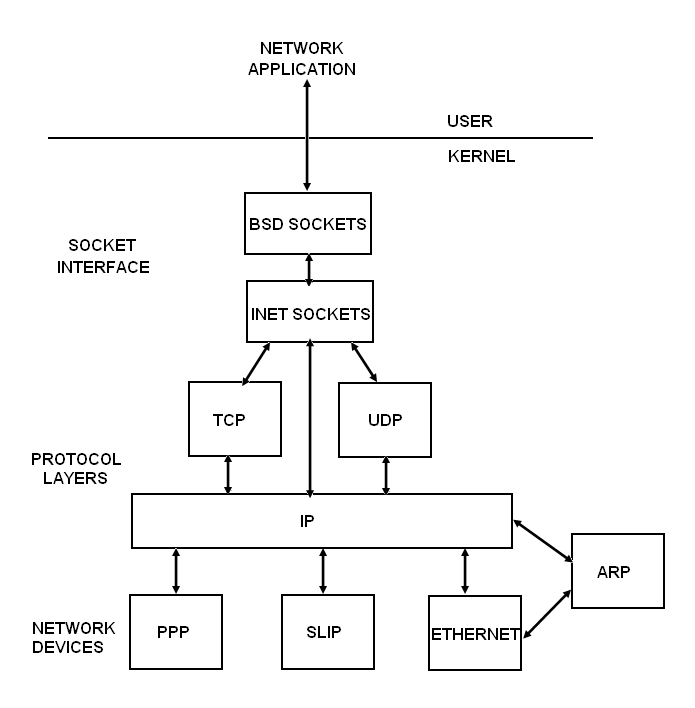 NETWORK
APPLICATION
USER
KERNEL
BSD SOCKETS
SOCKET
INTERFACE
INET SOCKETS
TCP
UDP
PROTOCOL
LAYERS
IP
ARP
NETWORK
DEVICES
PPP
SLIP
ETHERNET